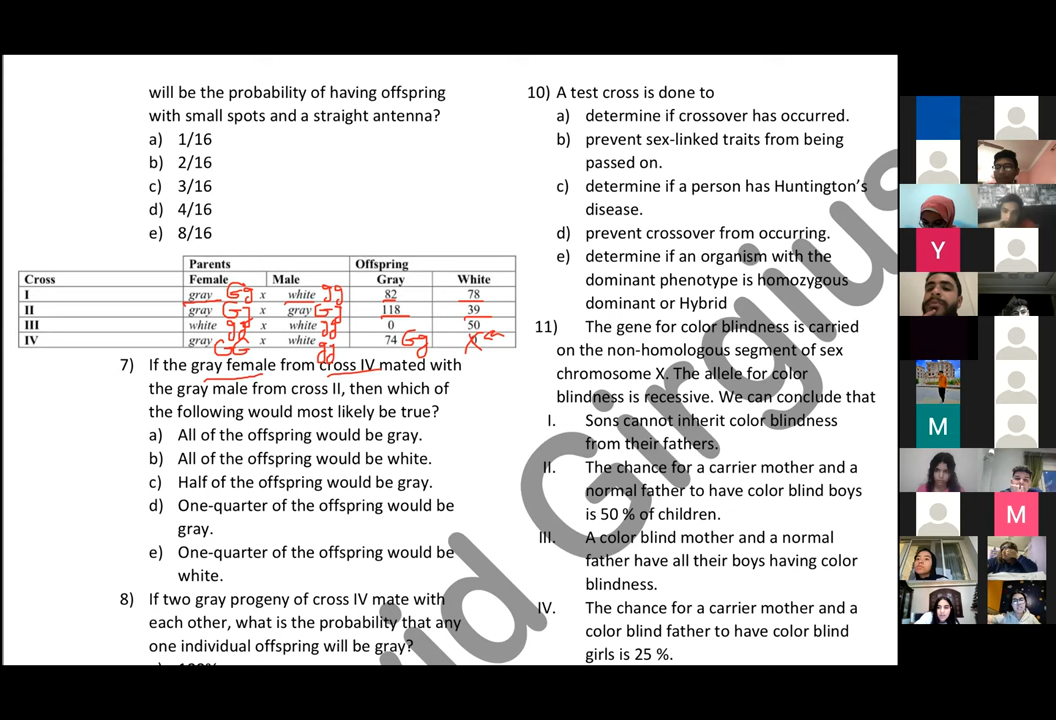 will be the probability of having offspring
with small spots and a straight antenna?
a) 1/16
b) 2/16
c) 3/16
d) 4/16
e) 8/16
Parents Offspring
Cross Female Male Gray White
I gray Gg x white gg 82 78
II gray Gg x gray Gg 118 39
III white gg x white gg 0 50
IV gray GG x white gg 74 Gg
7) If the gray female from cross IV mated with
the gray male from cross II, then which of
the following would most likely be true?
a) All of the offspring would be gray.
b) All of the offspring would be white.
c) Half of the offspring would be gray.
d) One-quarter of the offspring would be
gray.
e) One-quarter of the offspring would be
white.
8) If two gray progeny of cross IV mate with
each other, what is the probability that any
one individual offspring will be gray?
10) A test cross is done to
a) determine if crossover has occurred.
b) prevent sex-linked traits from being
passed on.
c) determine if a person has Huntington's
disease.
d) prevent crossover from occurring.
e) determine if an organism with the
dominant phenotype is homozygous
dominant or Hybrid
11) The gene for color blindness is carried
on the non-homologous segment of sex
chromosome X. The allele for color
blindness is recessive. We can conclude that
I. Sons cannot inherit color blindness
from their fathers.
II. The chance for a carrier mother and a
normal father to have color blind boys
is 50 % of children.
III. A color blind mother and a normal
father have all their boys having color
blindness.
IV. The chance for a carrier mother and a
color blind father to have color blind
girls is 25 %.
Girgius
Y
M
M